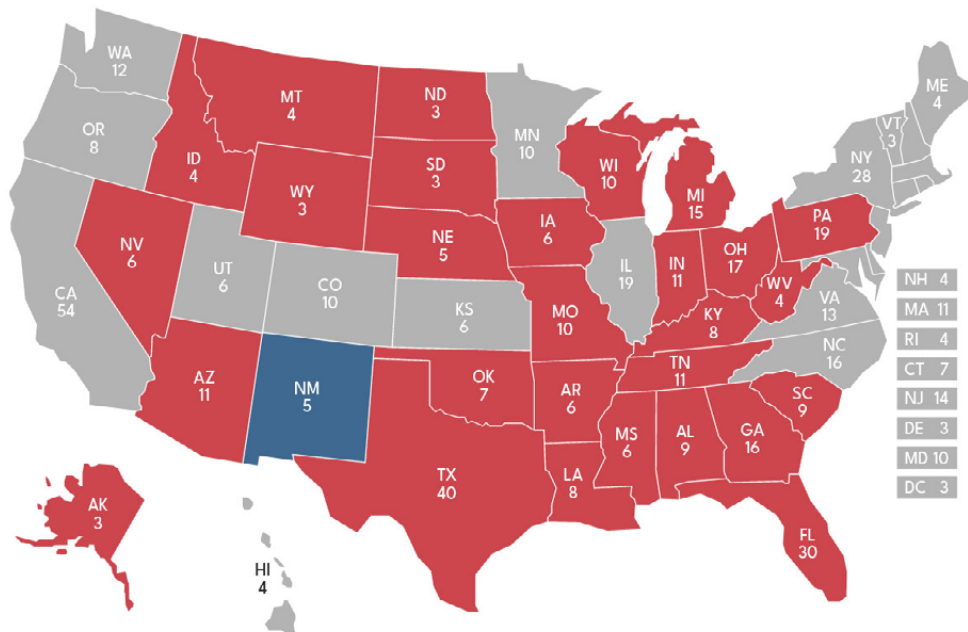 WA
12
MT
4
ND
3
MN
10
ME
4
VT
3
OR
8
ID
4
SD
3
WI
10
NY
28
WY
3
MI
15
IA
6
PA
19
NV
6
NE
5
OH
17
IL
19
IN
11
UT
6
CO
10
WV
4
VA
13
CA
54
KS
6
MO
10
KY
8
NC
16
TN
11
AZ
11
NM
5
OK
7
AR
6
SC
9
MS
6
AL
9
GA
16
TX
40
LA
8
AK
3
FL
30
HI
4
NH 4
MA 11
RI 4
CT 7
NJ 14
DE 3
MD 10
DC 3